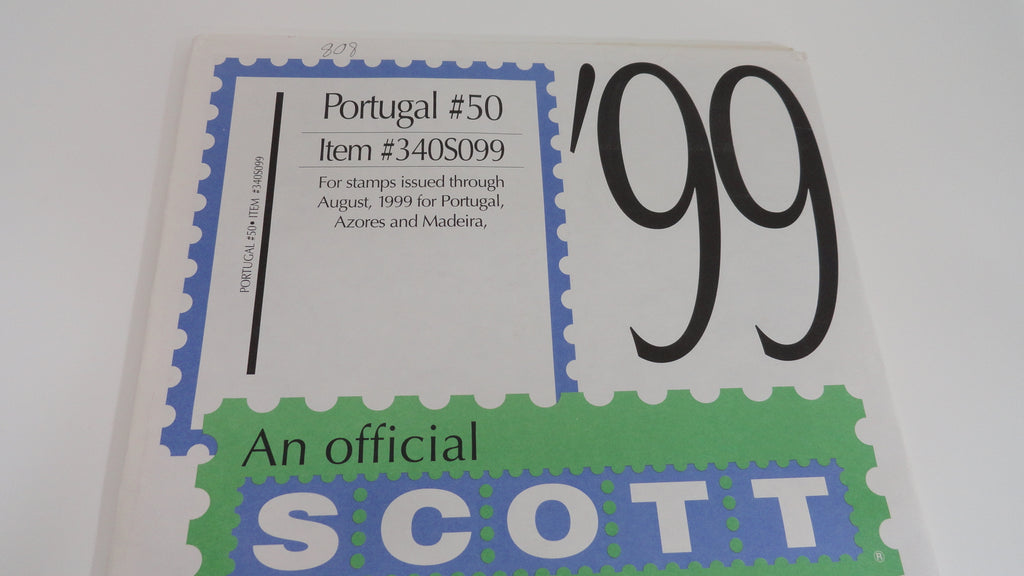 808
Portugal #50
Item #340S099
For stamps issued through
August, 1999 for Portugal,
Azores and Madeira,
PORTUGAL #50• ITEM #340S099
'99
An official
SCOTT
®